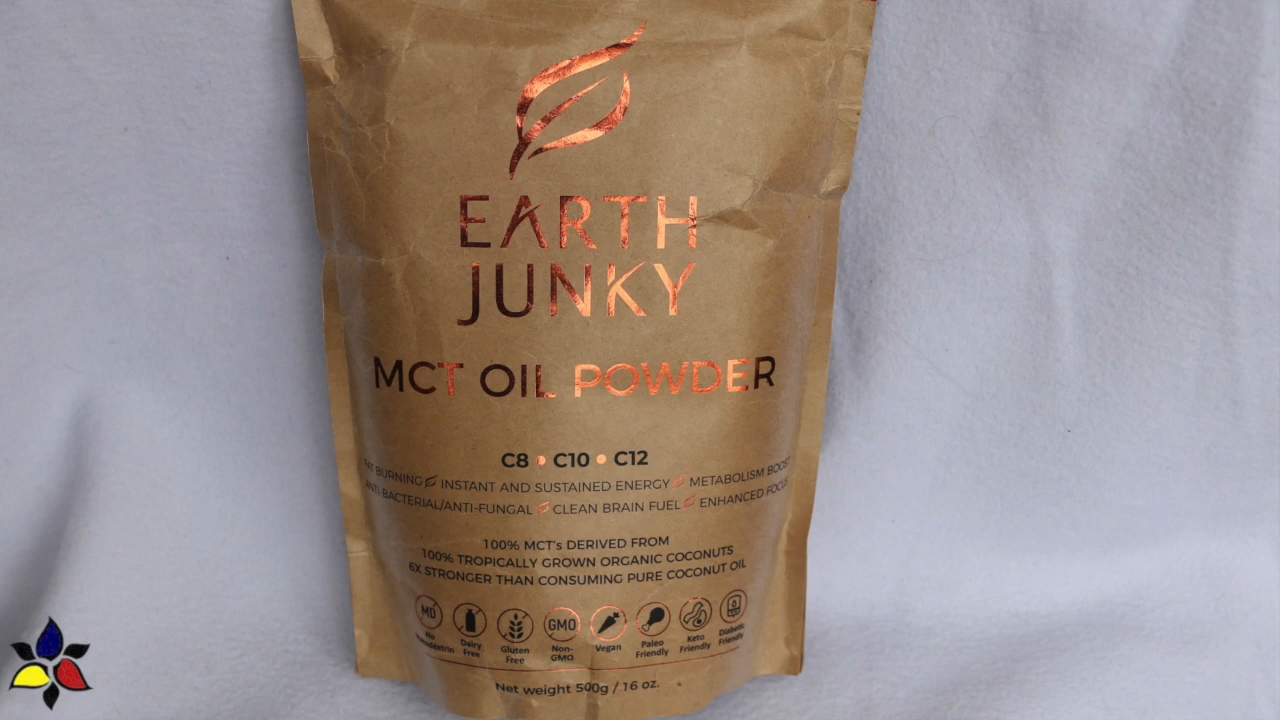 EARTH
JUNKY
MCT OIL POWDER
C8 • C10 • C12
BURNING INSTANT AND SUSTAINED ENERGY METABOLISM BOOST
ANTI-BACTERIAL/ANTI-FUNGAL CLEAN BRAIN FUEL ENHANCED FOCUS
100% MCT's DERIVED FROM
100% TROPICALLY GROWN ORGANIC COCONUTS
6X STRONGER THAN CONSUMING PURE COCONUT OIL
MD
GMO
No
Dairy
Free
Gluten
Free
Non-
GMO
Vegan
Paleo
Friendly
Keto
Friendly
Diabetic
Friendly
Net weight 500g / 16 oz.